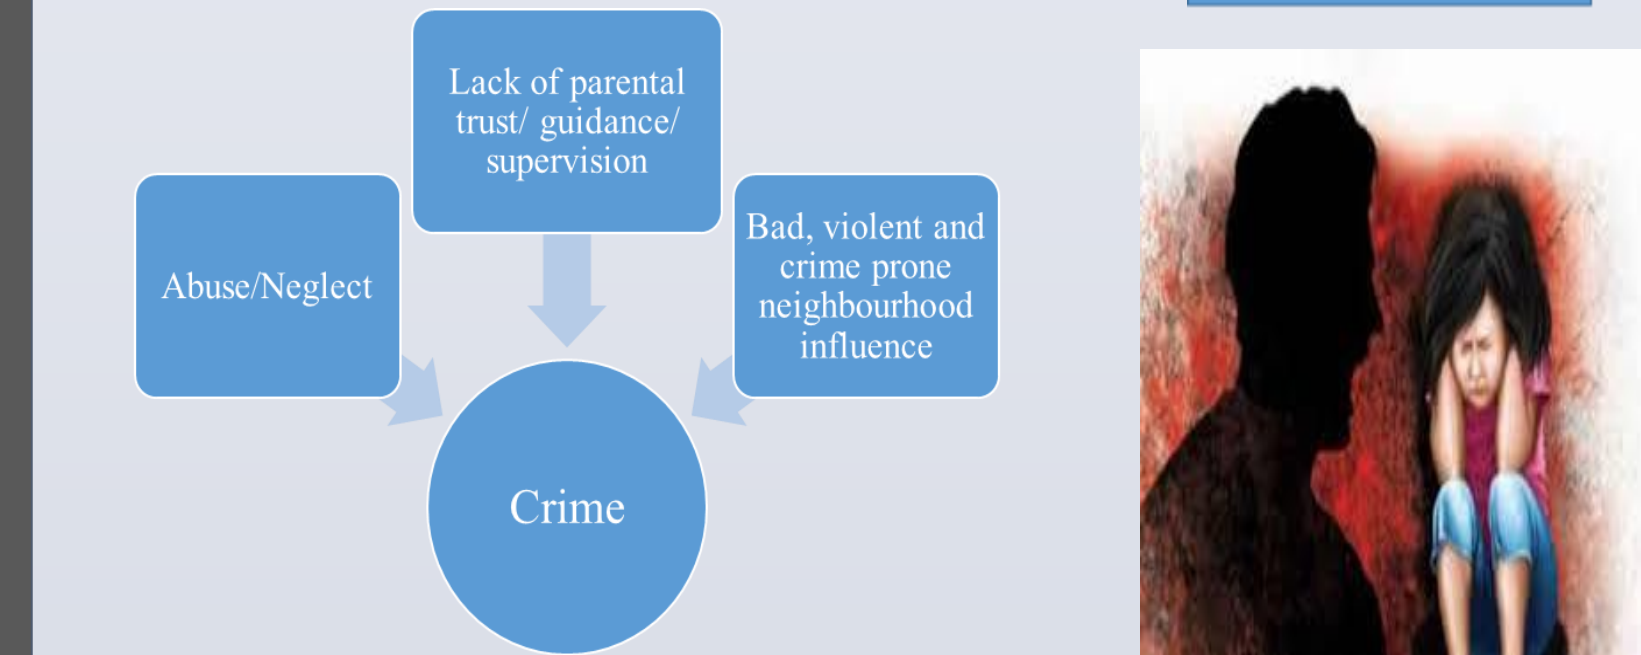 Lack of parental
trust/ guidance/
supervision
Abuse/Neglect
Bad, violent and
crime prone
neighbourhood
influence
Crime